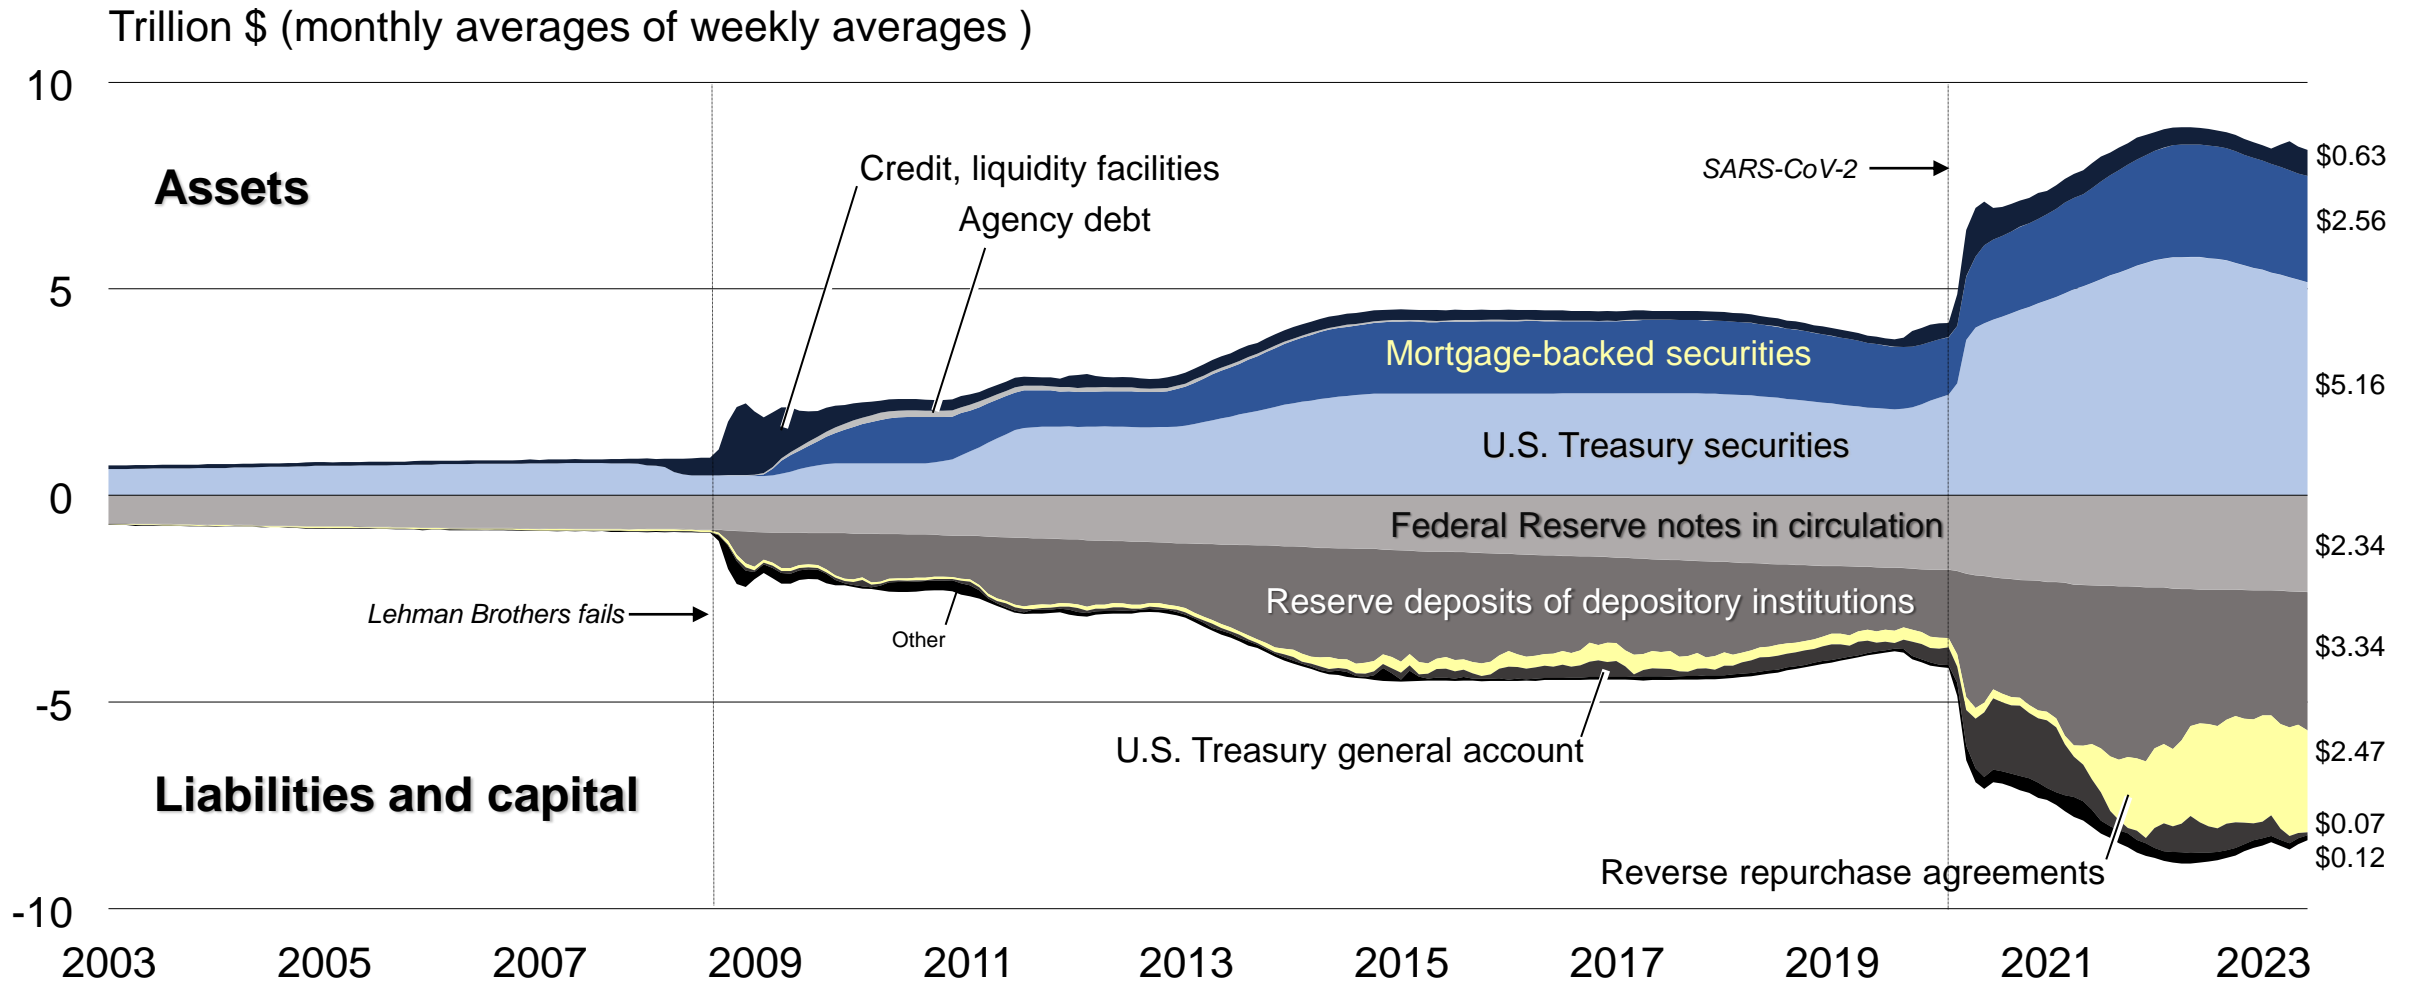 Trillion $ (monthly averages of weekly averages )
10
Credit, liquidity facilities
SARS-CoV-2
$0.63
Assets
Agency debt
$2.56
5
Mortgage-backed securities
$5.16
U.S. Treasury securities
0
Federal Reserve notes in circulation
$2.34
Reserve deposits of depository institutions
Lehman Brothers fails
Other
$3.34
-5
U.S. Treasury general account
$2.47
Liabilities and capital
$0.07
Reverse repurchase agreements
$0.12
-10
2003 2005 2007 2009 2011 2013 2015 2017 2019 2021 2023